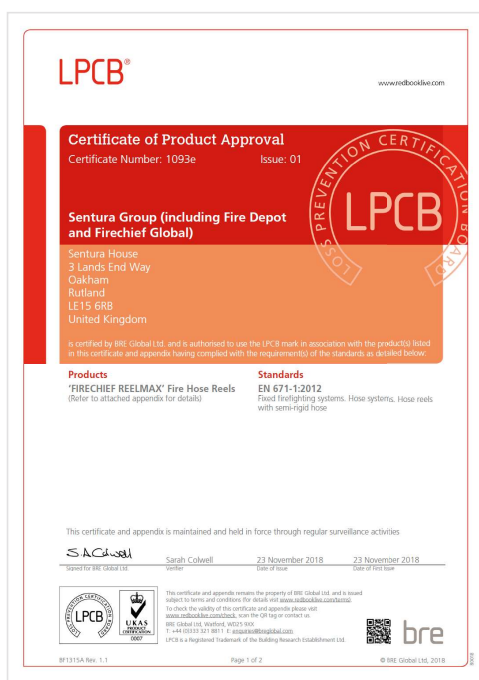 LPCB®
www.redbooklive.com
Certificate of Product Approval
Certificate Number: 1093e Issue: 01
LOSS PREVENTION CERTIFICATION BOARD
LPCB
Sentura Group (including Fire Depot
and Firechief Global)
Sentura House
3 Lands End Way
Oakham
Rutland
LE15 6RB
United Kingdom
is certified by BRE Global Ltd. and is authorised to use the LPCB mark in association with the product(s) listed
in this certificate and appendix having complied with the requirement(s) of the standards as detailed below:
Products
'FIRECHIEF REELMAX' Fire Hose Reels
(Refer to attached appendix for details)
Standards
EN 671-1:2012
Fixed firefighting systems. Hose systems. Hose reels
with semi-rigid hose
This certificate and appendix is maintained and held in force through regular surveillance activities
S.A.Colwell
Signed for BRE Global Ltd.
Sarah Colwell
Verifier
23 November 2018
Date of Issue
23 November 2018
Date of First Issue
LOSS PREVENTION CERTIFICATION BOARD
LPCB
UKAS
PRODUCT
CERTIFICATION
0007
This certificate and appendix remains the property of BRE Global Ltd. and is issued
subject to terms and conditions (for details visit www.redbooklive.com/terms).
To check the validity of this certificate and appendix please visit
www.redbooklive.com/check, scan the QR tag or contact us.
BRE Global Ltd, Watford, WD25 9XX
T: +44 (0)333 321 8811 E: enquiries@breglobal.com
LPCB is a Registered Trademark of the Building Research Establishment Ltd.
bre
BF1315A Rev. 1.1
Page 1 of 2
© BRE Global Ltd, 2018